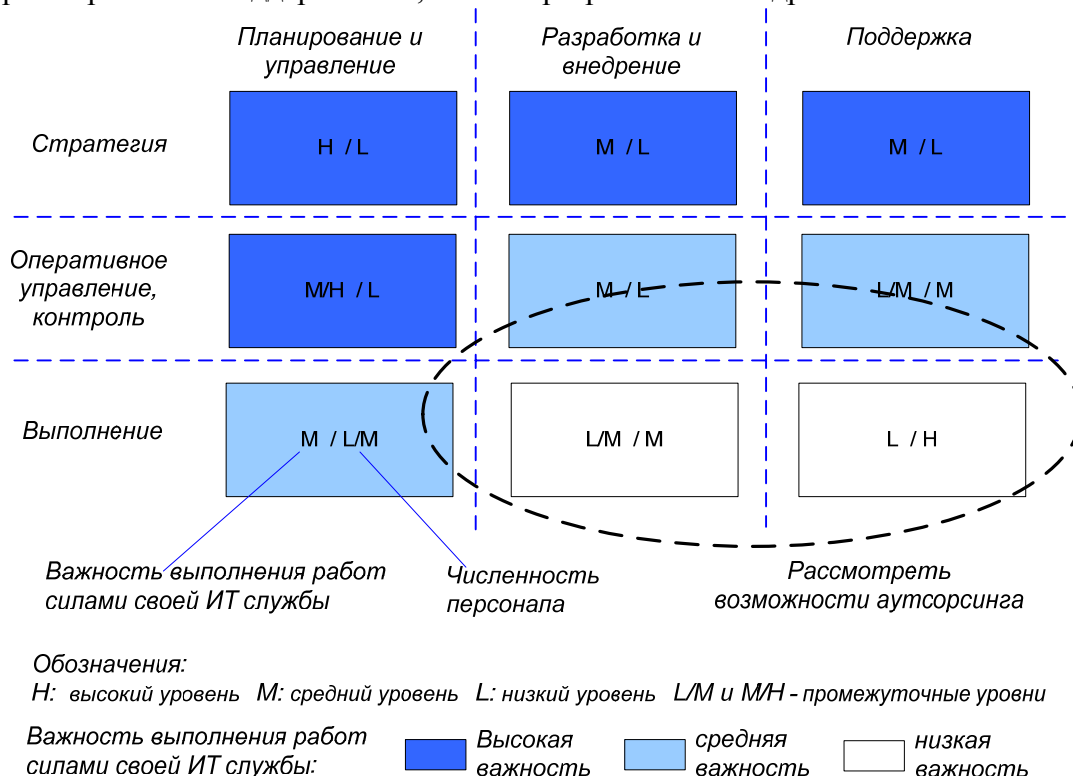 Планирование и
управление
Разработка и
внедрение
Поддержка
Стратегия
H / L
M / L
M / L
Оперативное
управление,
контроль
M/H / L
M / L
L/M / M
Выполнение
M / L/M
L/M / M
L / H
Важность выполнения работ
силами своей ИТ службы
Численность
персонапа
Рассмотреть
возможности аутсорсинга
Обозначения:
H: высокий уровень M: средний уровень L: низкий уровень L/M и M/H - промежуточные уровни
Важность выполнения работ
силами своей ИТ службы:
Высокая
важность
средняя
важность
низкая
важность